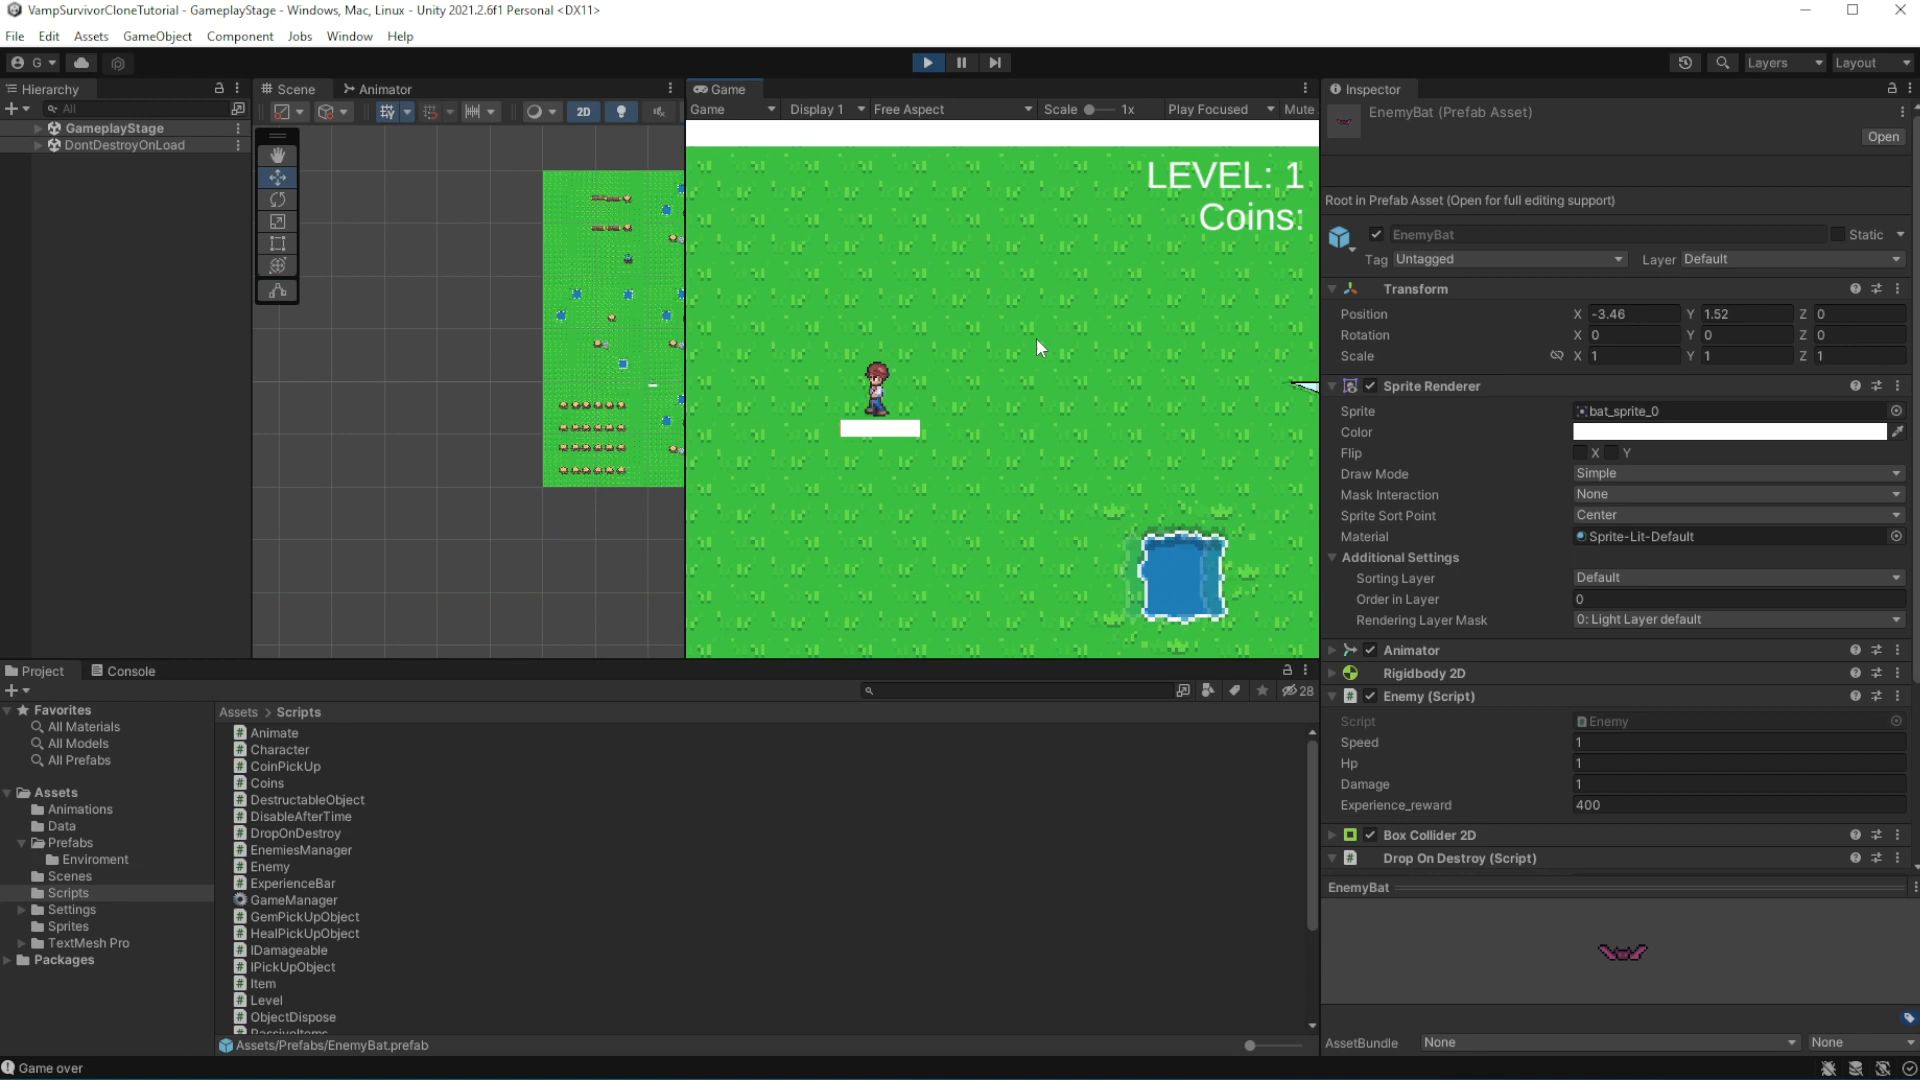 VampSurvivorCloneTutorial - GameplayStage - Windows, Mac, Linux - Unity 2021.2.6f1 Personal <DX11>
File Edit Assets GameObject Component Jobs Window Help
G Layers Layout
Hierarchy Scene Animator Game Inspector
All 2D Game Display 1 Free Aspect Scale 1x Play Focused Mute
GameplayStage
DontDestroyOnLoad
LEVEL: 1
Coins:
EnemyBat (Prefab Asset)
Open
Root in Prefab Asset (Open for full editing support)
EnemyBat Static
Tag Untagged Layer Default
Transform
Position X -3.46 Y 1.52 Z 0
Rotation X 0 Y 0 Z 0
Scale X 1 Y 1 Z 1
Sprite Renderer
Sprite bat_sprite_0
Color
Flip X Y
Draw Mode Simple
Mask Interaction None
Sprite Sort Point Center
Material Sprite-Lit-Default
Additional Settings
Sorting Layer Default
Order in Layer 0
Rendering Layer Mask 0: Light Layer default
Animator
Rigidbody 2D
Enemy (Script)
Script Enemy
Speed 1
Hp 1
Damage 1
Experience_reward 400
Box Collider 2D
Drop On Destroy (Script)
EnemyBat
AssetBundle None None
Project Console
28
Favorites
All Materials
All Models
All Prefabs
Assets
Animations
Data
Prefabs
Enviroment
Scenes
Scripts
Settings
Sprites
TextMesh Pro
Packages
Assets > Scripts
Animate
Character
CoinPickUp
Coins
DestructableObject
DisableAfterTime
DropOnDestroy
EnemiesManager
Enemy
ExperienceBar
GameManager
GemPickUpObject
HealPickUpObject
IDamageable
IPickUpObject
Item
Level
ObjectDispose
PassiveItems
Assets/Prefabs/EnemyBat.prefab
Game over